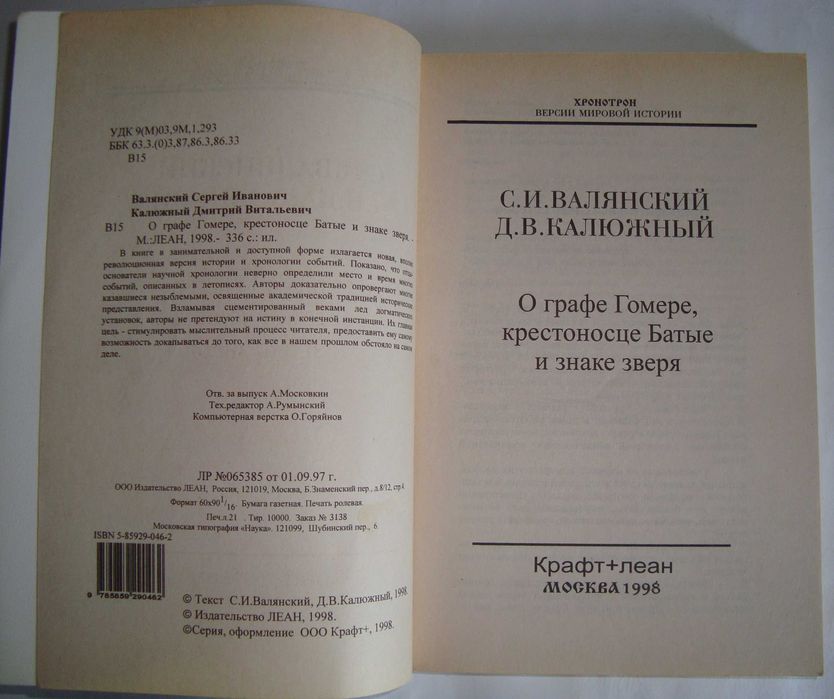 УДК 9(М)03,9М,1,293
ББК 63.3.(0)3,87,86.3,86.33
В15
Валянский Сергей Иванович
Калюжный Дмитрий Витальевич
В15 О графе Гомере, крестоносце Батые и знаке зверя. -
М.:ЛЕАН, 1998.- 336 с.: ил.
В книге в занимательной и доступной форме излагается новая, вполне
революционная версия истории и хронологии событий. Показано, что отцы-
основатели научной хронологии неверно определили место и время многих
событий, описанных в летописях. Авторы доказательно опровергают многие
казавшиеся незыблемыми, освященные академической традицией исторические
представления. Взламывая сцементированный веками лед догматических
установок, авторы не претендуют на истину в конечной инстанции. Их главная
цель - стимулировать мыслительный процесс читателя, предоставить ему самому
возможность докапываться до того, как все в нашем прошлом обстояло на самом
деле.
Отв. за выпуск А.Московкин
Тех.редактор А.Румынский
Компьютерная верстка О.Горяйнов
ЛР №065385 от 01.09.97 г.
ООО Издательство ЛЕАН, Россия, 121019, Москва, Б.Знаменский пер., д.8/12, стр.4
Формат 60х90 1/16. Бумага газетная. Печать ролевая.
Печ.л.21 . Тир. 10000. Заказ № 3138
Московская типография «Наука». 121099, Шубинский пер., 6.
ISBN 5-85929-046-2
9 785859 290462
© Текст С.И.Валянский, Д.В.Калюжный, 1998.
© Издательство ЛЕАН, 1998.
©Серия, оформление ООО Крафт+, 1998.
ХРОНОТРОН
ВЕРСИИ МИРОВОЙ ИСТОРИИ
С.И.ВАЛЯНСКИЙ
Д.В.КАЛЮЖНЫЙ
О графе Гомере,
крестоносце Батые
и знаке зверя
Крафт+леан
МОСКВА 1998